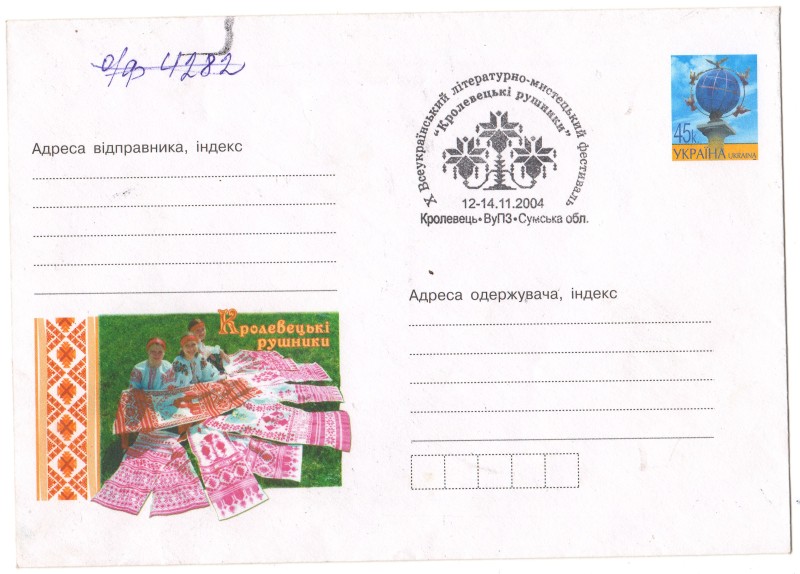 о/ф 4282
Х Всеукраїнський літературно-мистецький фестиваль
"Кролевецькі рушники"
12-14.11.2004
Кролевець•ВуПЗ•Сумська обл.
45к
УКРАЇНА UKRAINA
Адреса відправника, індекс
Кролевецькі
рушники
Адреса одержувача, індекс